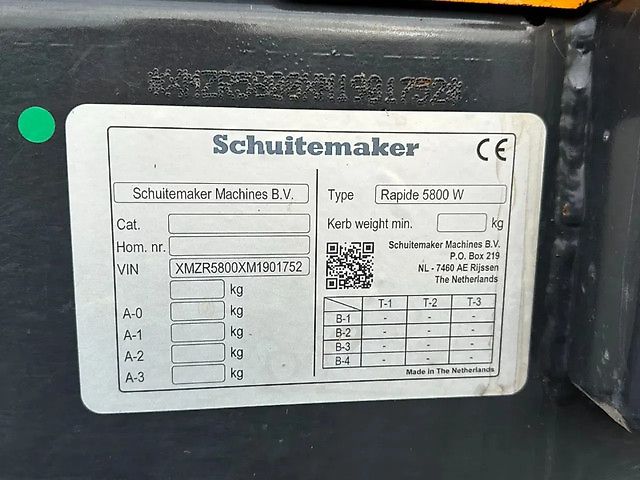 *XMZR5800XM1901752*
Schuitemaker CE
Schuitemaker Machines B.V.
Cat.
Hom. nr.
VIN XMZR5800XM1901752
kg
A-0 kg
A-1 kg
A-2 kg
A-3 kg
Type Rapide 5800 W
Kerb weight min. kg
Schuitemaker Machines B.V.
P.O. Box 219
NL - 7460 AE Rijssen
The Netherlands
T-1 T-2 T-3
B-1 - - -
B-2 - - -
B-3 - - -
B-4 - - -
Made in The Netherlands